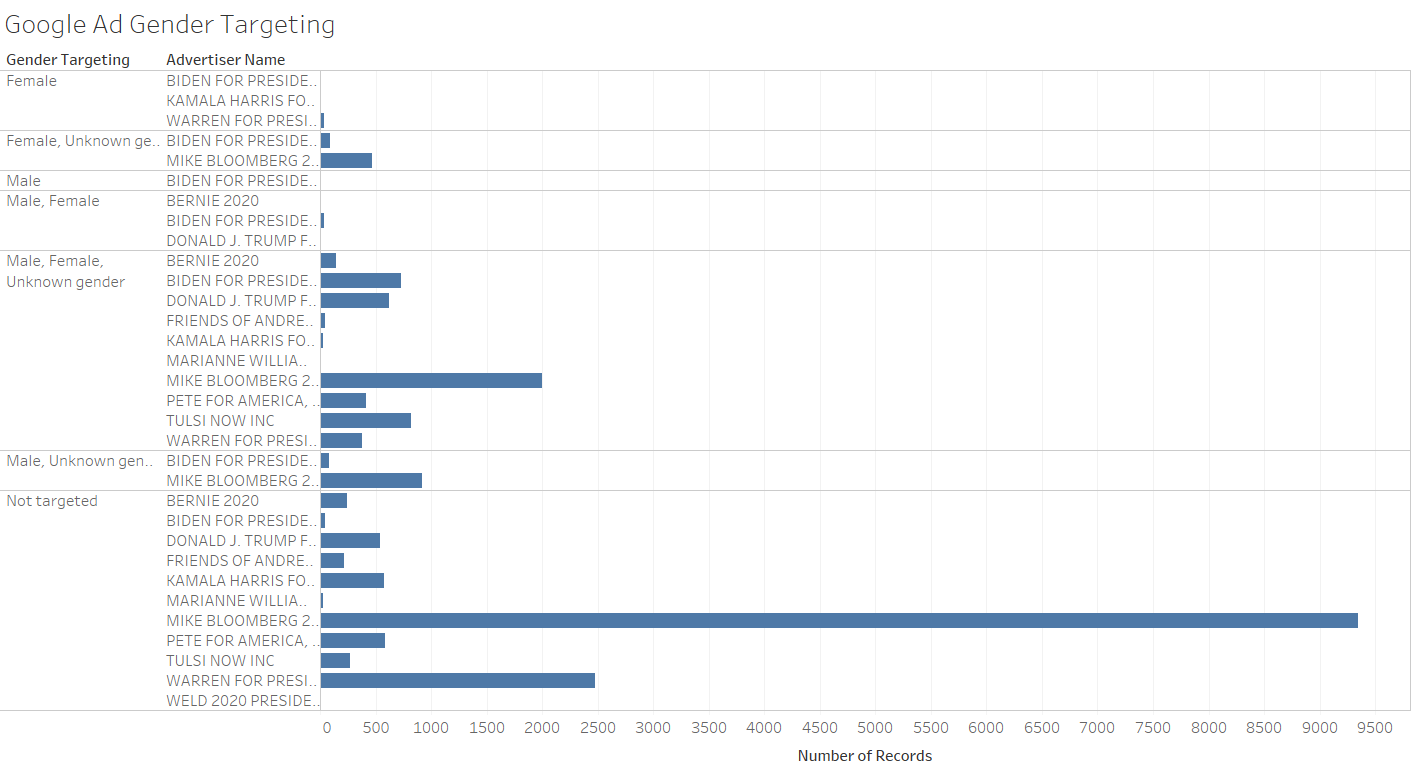 Google Ad Gender Targeting
Gender Targeting Advertiser Name
Female BIDEN FOR PRESIDE..
KAMALA HARRIS FO..
WARREN FOR PRESI..
Female, Unknown ge.. BIDEN FOR PRESIDE..
MIKE BLOOMBERG 2..
Male BIDEN FOR PRESIDE..
Male, Female BERNIE 2020
BIDEN FOR PRESIDE..
DONALD J. TRUMP F..
Male, Female, BERNIE 2020
Unknown gender BIDEN FOR PRESIDE..
DONALD J. TRUMP F..
FRIENDS OF ANDRE..
KAMALA HARRIS FO..
MARIANNE WILLIA..
MIKE BLOOMBERG 2..
PETE FOR AMERICA, ..
TULSI NOW INC
WARREN FOR PRESI..
Male, Unknown gen.. BIDEN FOR PRESIDE..
MIKE BLOOMBERG 2..
Not targeted BERNIE 2020
BIDEN FOR PRESIDE..
DONALD J. TRUMP F..
FRIENDS OF ANDRE..
KAMALA HARRIS FO..
MARIANNE WILLIA..
MIKE BLOOMBERG 2..
PETE FOR AMERICA, ..
TULSI NOW INC
WARREN FOR PRESI..
WELD 2020 PRESIDE..
0 500 1000 1500 2000 2500 3000 3500 4000 4500 5000 5500 6000 6500 7000 7500 8000 8500 9000 9500
Number of Records